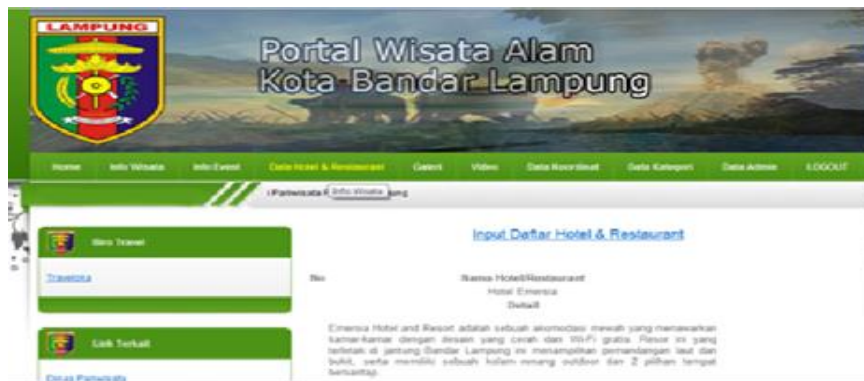 LAMPUNG
Portal Wisata Alam
Kota Bandar Lampung
Home Info Wisata Info Event Data Hotel & Restaurant Galeri Video Data Koordinat Data Kategori Data Admin LOGOUT
Info Wisata
Biro Travel
Traveloka
Link Terkait
Dinas Pariwisata
Input Daftar Hotel & Restaurant
No Nama Hotel/Restaurant
Hotel Emersia
Detail
Emersia Hotel and Resort adalah sebuah akomodasi mewah yang menawarkan
kamar-kamar dengan desain yang cerah dan Wi-Fi gratis. Resor ini yang
terletak di jantung Bandar Lampung ini menampilkan pemandangan laut dan
bukit, serta memiliki sebuah kolam renang outdoor dan 2 pilihan tempat
bersantap.